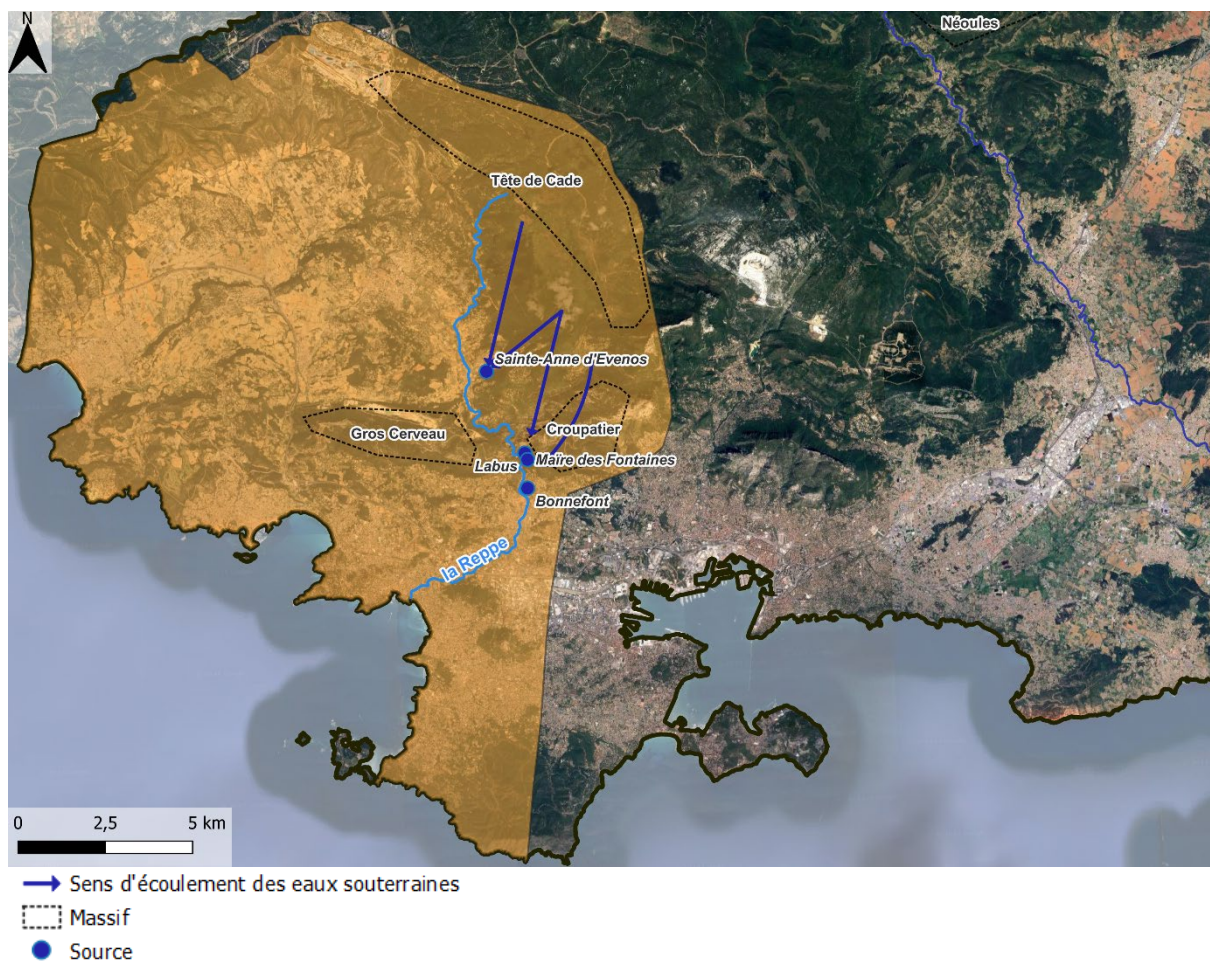 N
Néoules
Tête de Cade
Sainte-Anne d'Evenos
Croupatier
Gros Cerveau
Labus
Maire des Fontaines
Bonnefont
la Reppe
0 2,5 5 km
Sens d'écoulement des eaux souterraines
Massif
Source